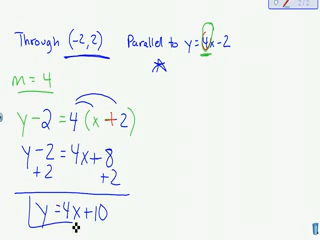 Through (-2,2) Parallel to y=4x-2
m=4
y-2=4(x+2)
y-2=4x+8
+2 +2
y=4x+10